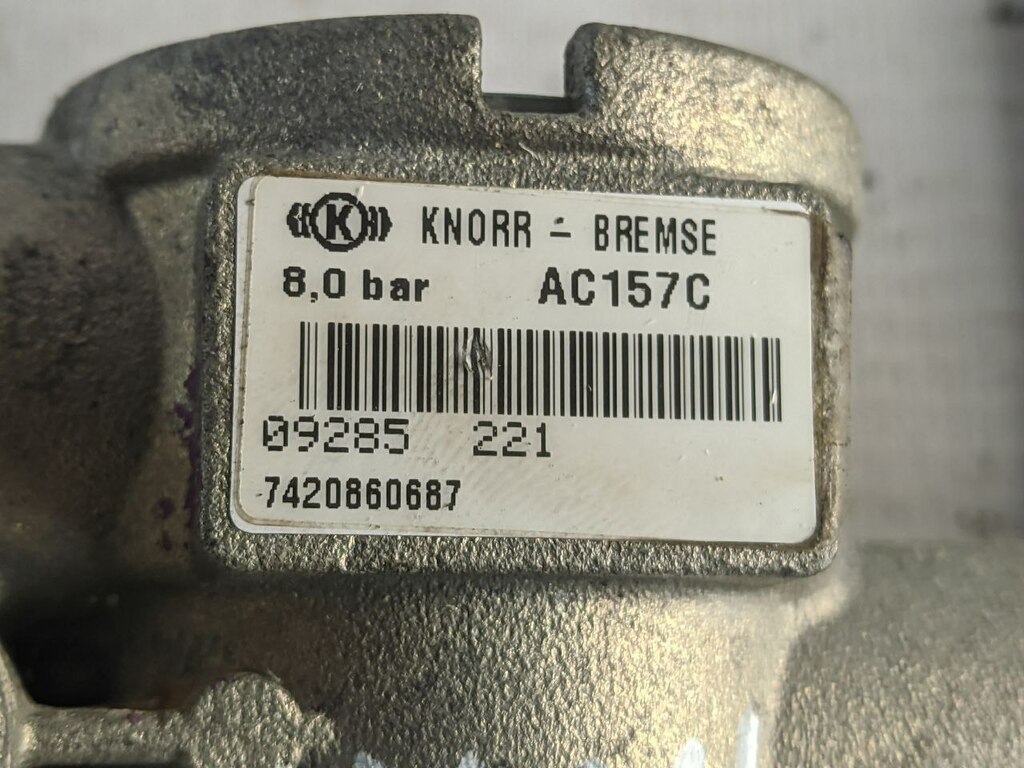 K KNORR - BREMSE
8,0 bar AC157C
09285 221
7420860687